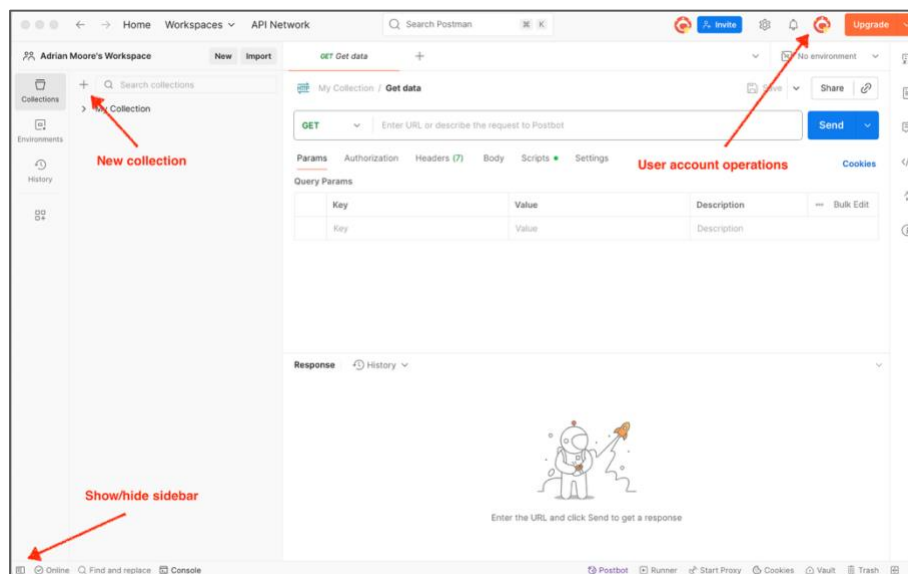 Home Workspaces API Network Search Postman ⌘ K Invite Upgrade
Adrian Moore's Workspace New Import GET Get data No environment
Collections Search collections My Collection / Get data Save Share
My Collection
GET Enter URL or describe the request to Postbot Send
Environments
New collection
Params Authorization Headers (7) Body Scripts Settings User account operations Cookies
History
Query Params
Key Value Description Bulk Edit
Key Value Description
Response History
Show/hide sidebar
Enter the URL and click Send to get a response
Online Find and replace Console Postbot Runner Start Proxy Cookies Vault Trash